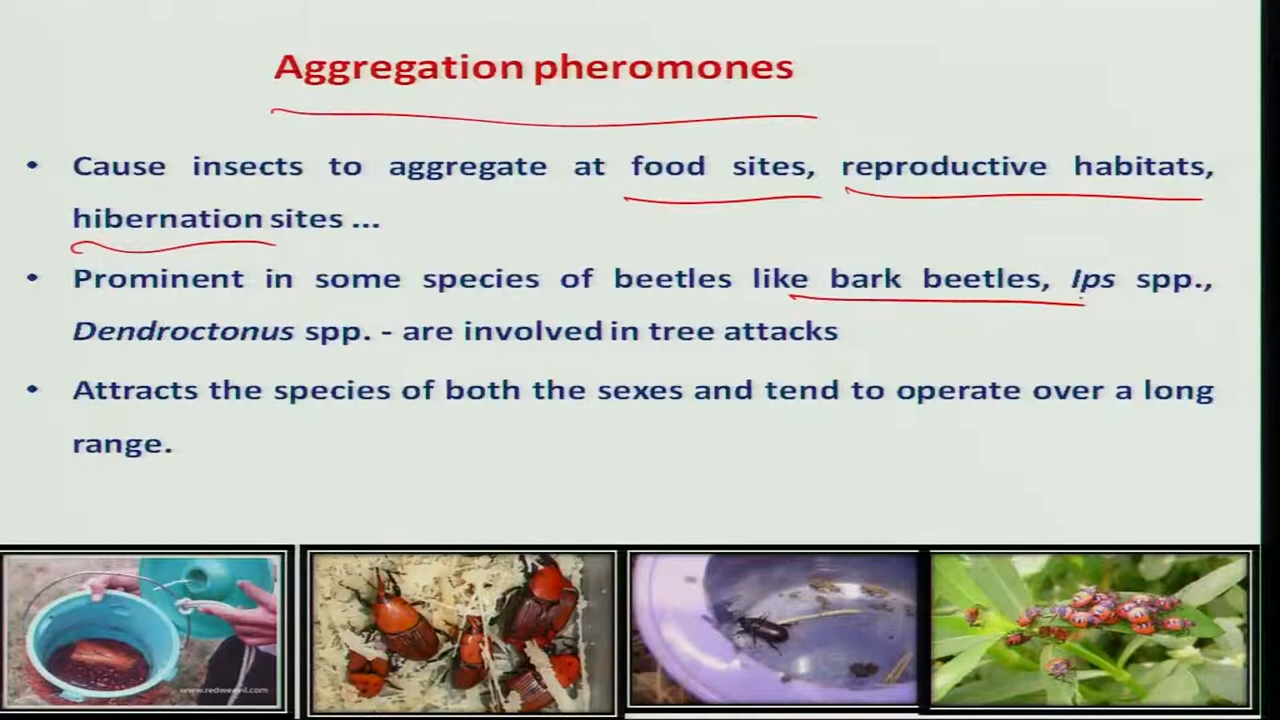 Aggregation pheromones
• Cause insects to aggregate at food sites, reproductive habitats,
hibernation sites ...
• Prominent in some species of beetles like bark beetles, Ips spp.,
Dendroctonus spp. - are involved in tree attacks
• Attracts the species of both the sexes and tend to operate over a long
range.
www.redweevil.com